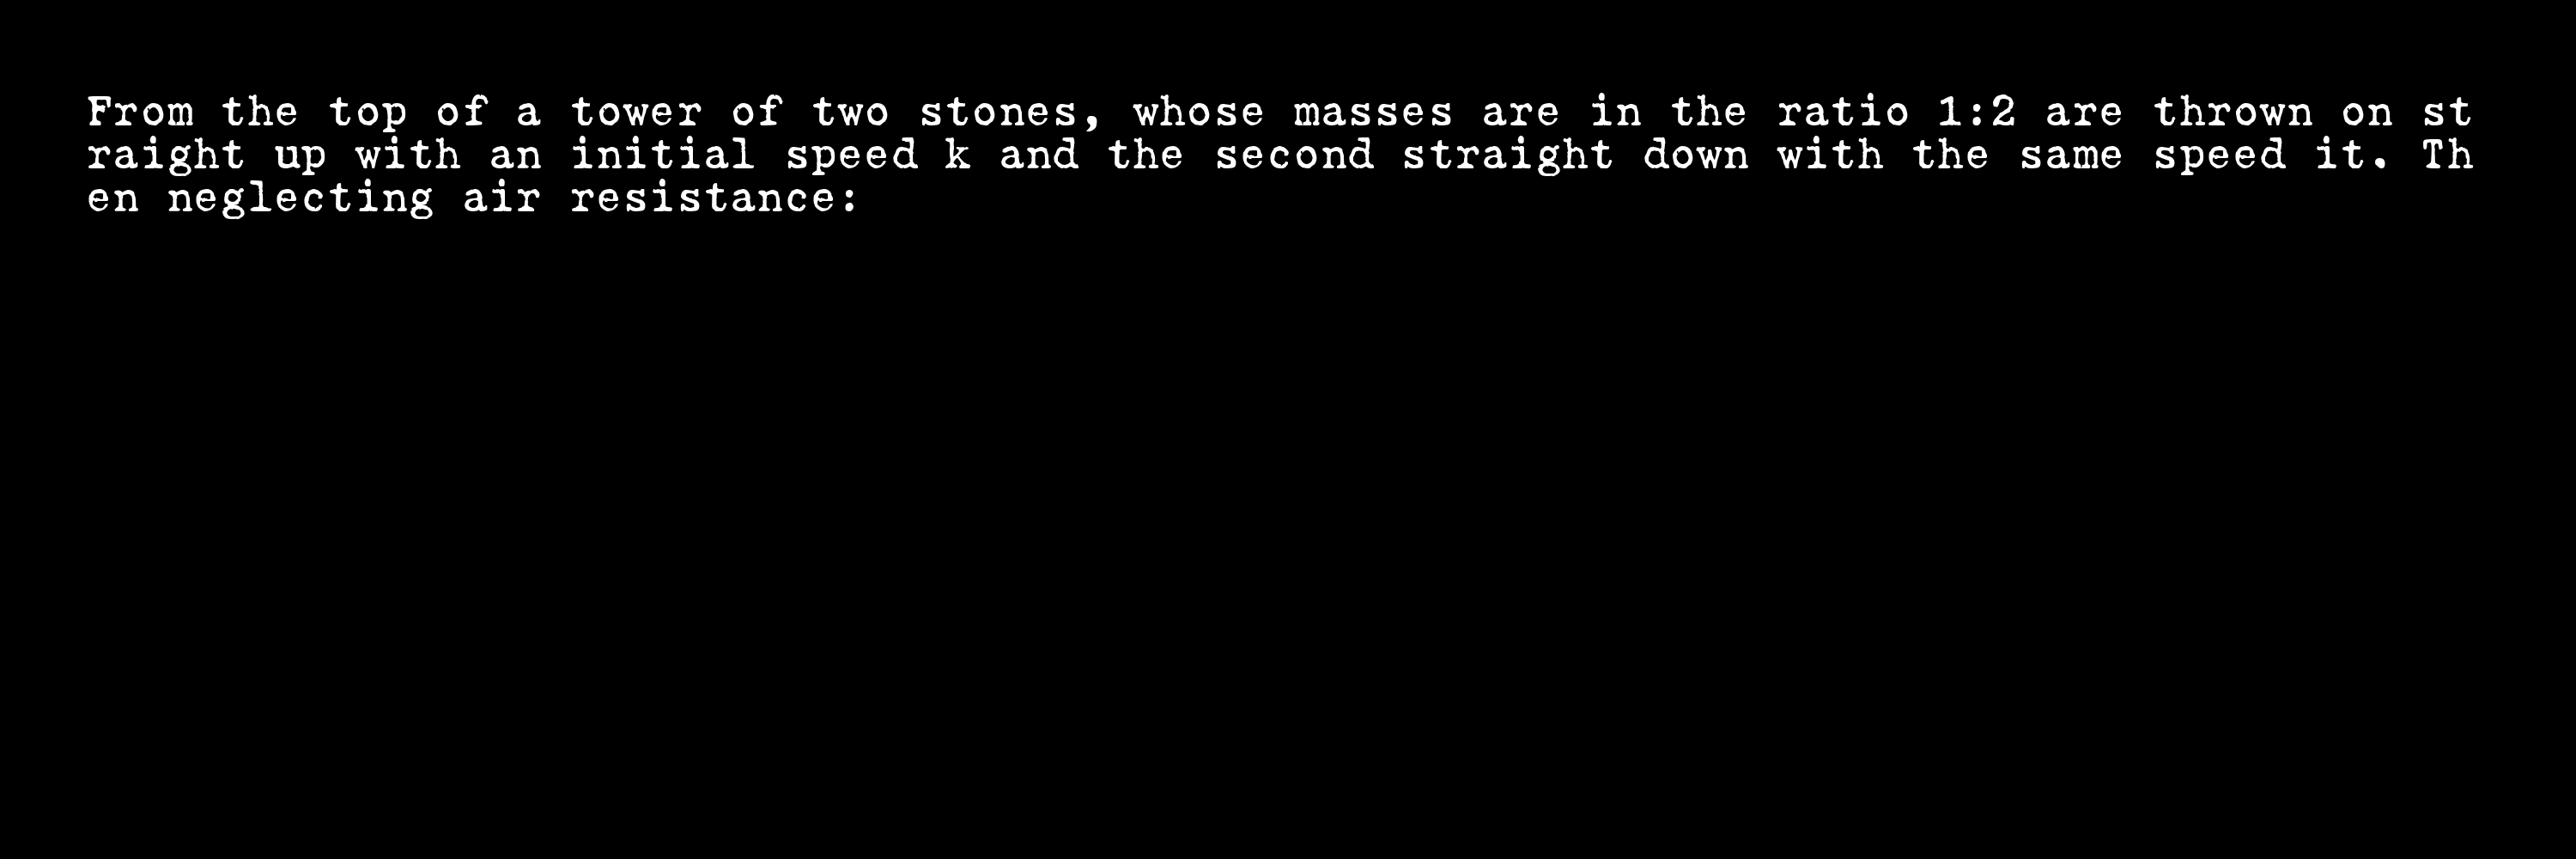 From the top of a tower of two stones, whose masses are in the ratio 1:2 are thrown on st
raight up with an initial speed k and the second straight down with the same speed it. Th
en neglecting air resistance: